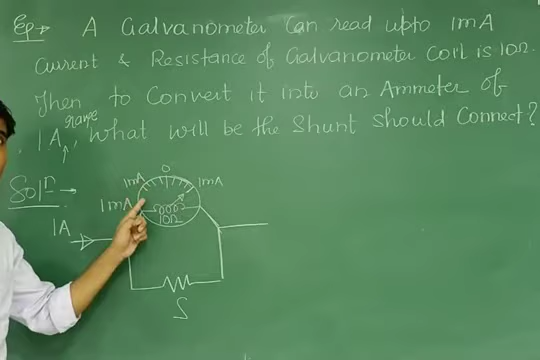 Ep→ A Galvanometer Can read upto 1mA
Current & Resistance of Galvanometer Coil is 10Ω.
Then to Convert it into an Ammeter of
1A range, What will be the Shunt Should Connect?
Solⁿ →
0
1mA 1mA
1mA
10Ω
1A
S